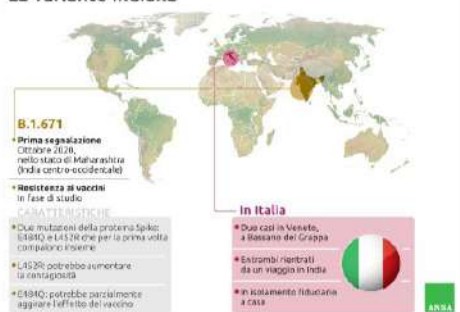 B.1.671
• Prima segnalazione
Ottobre 2020,
nello stato di Maharashtra
(India centro-occidentale)
• Resistenza ai vaccini
In fase di studio
CARATTERISTICHE
• Due mutazioni della proteina Spike:
E484Q e L452R che per la prima volta
compaiono insieme
• L452R: potrebbe aumentare
la contagiosità
• E484Q: potrebbe parzialmente
aggirare l'effetto del vaccino
In Italia
• Due casi in Veneto,
a Bassano del Grappa
• Entrambi rientrati
da un viaggio in India
• In isolamento fiduciario
a casa
ANSA